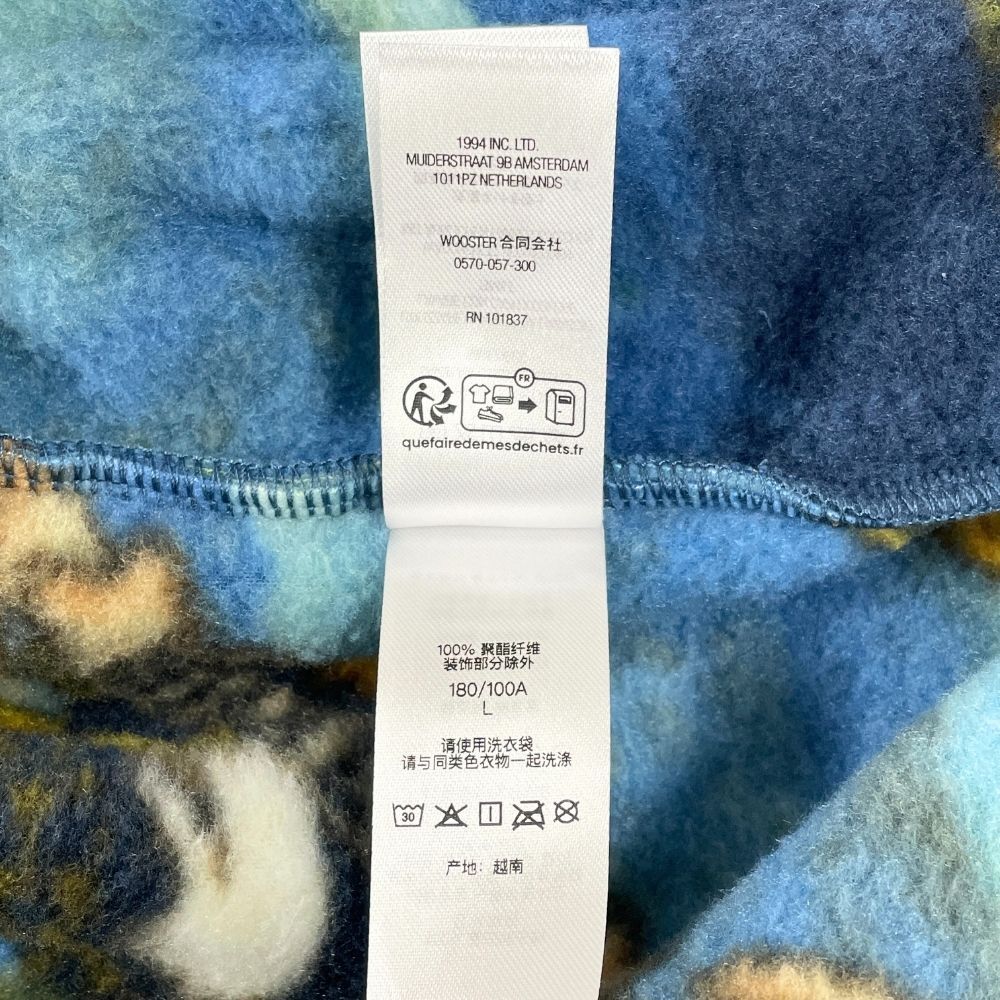 1994 INC. LTD.
MUIDERSTRAAT 9B AMSTERDAM
1011PZ NETHERLANDS
WOOSTER 合同会社
0570-057-300
RN 101837
FR
quefairedemesdechets.fr
100% 聚酯纤维
装饰部分除外
180/100A
L
请使用洗衣袋
请与同类色衣物一起洗涤
30
产地: 越南